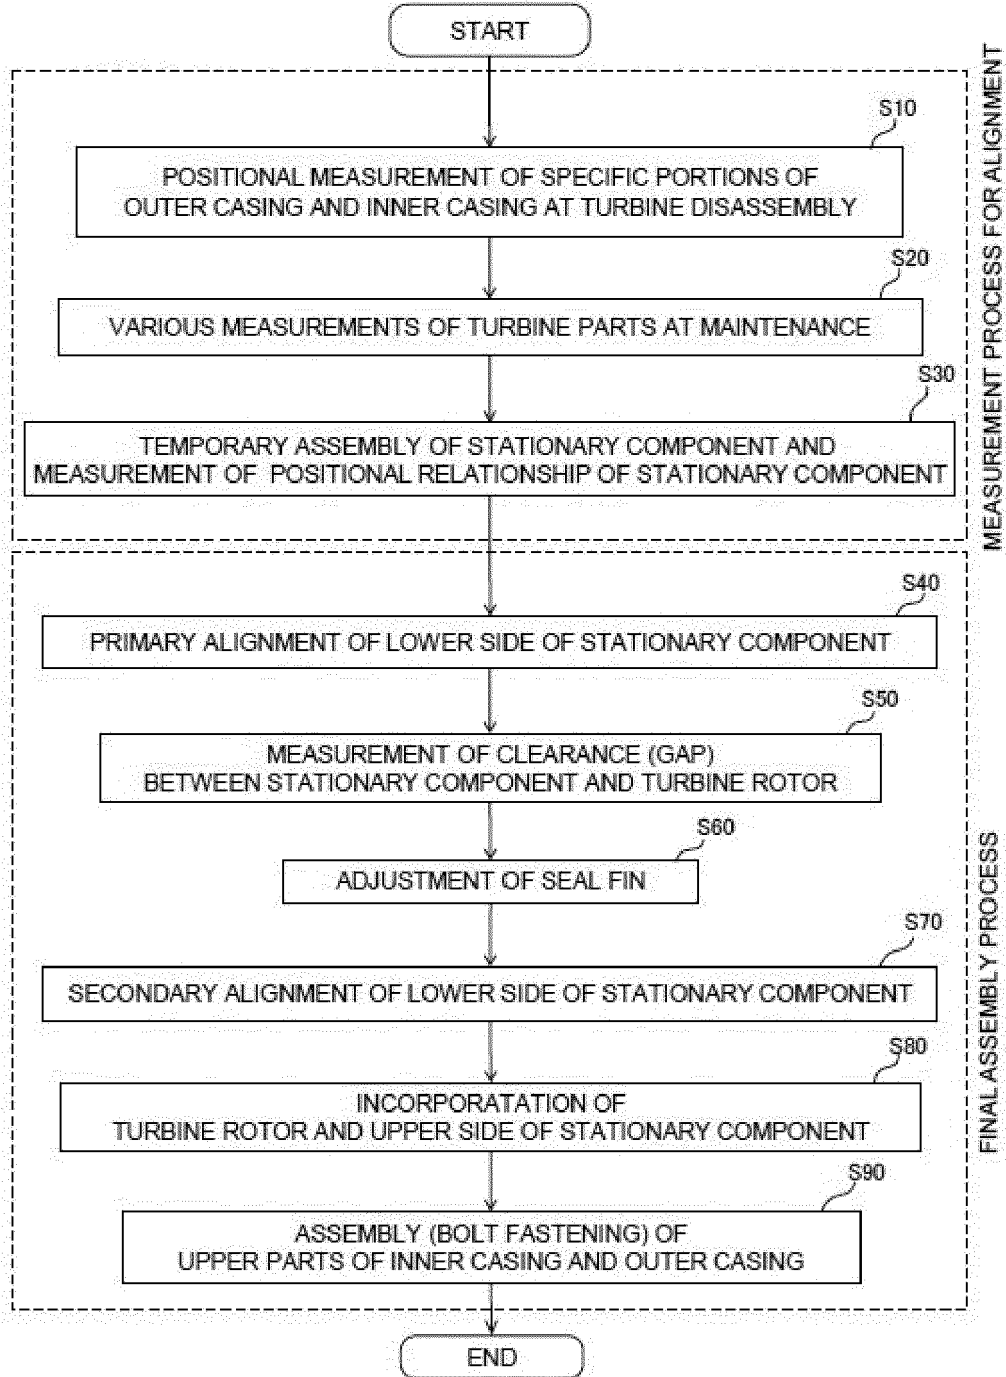 START
S10
POSITIONAL MEASUREMENT OF SPECIFIC PORTIONS OF
OUTER CASING AND INNER CASING AT TURBINE DISASSEMBLY
S20
VARIOUS MEASUREMENTS OF TURBINE PARTS AT MAINTENANCE
S30
TEMPORARY ASSEMBLY OF STATIONARY COMPONENT AND
MEASUREMENT OF POSITIONAL RELATIONSHIP OF STATIONARY COMPONENT
MEASUREMENT PROCESS FOR ALIGNMENT
S40
PRIMARY ALIGNMENT OF LOWER SIDE OF STATIONARY COMPONENT
S50
MEASUREMENT OF CLEARANCE (GAP)
BETWEEN STATIONARY COMPONENT AND TURBINE ROTOR
S60
ADJUSTMENT OF SEAL FIN
S70
SECONDARY ALIGNMENT OF LOWER SIDE OF STATIONARY COMPONENT
S80
INCORPORATATION OF
TURBINE ROTOR AND UPPER SIDE OF STATIONARY COMPONENT
S90
ASSEMBLY (BOLT FASTENING) OF
UPPER PARTS OF INNER CASING AND OUTER CASING
FINAL ASSEMBLY PROCESS
END